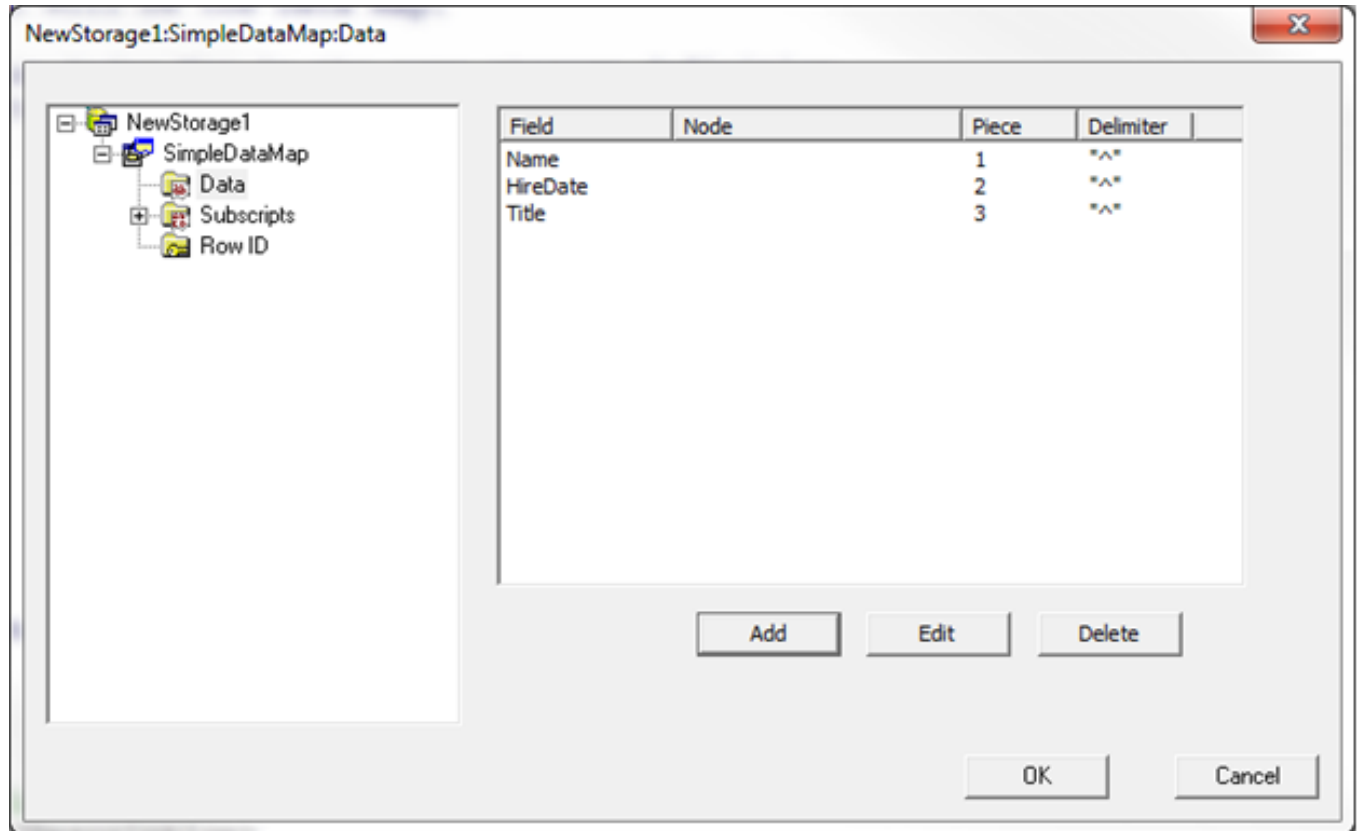 NewStorage1:SimpleDataMap:Data
NewStorage1
SimpleDataMap
Data
Subscripts
Row ID
Field Node Piece Delimiter
Name 1 "^"
HireDate 2 "^"
Title 3 "^"
Add Edit Delete
OK Cancel